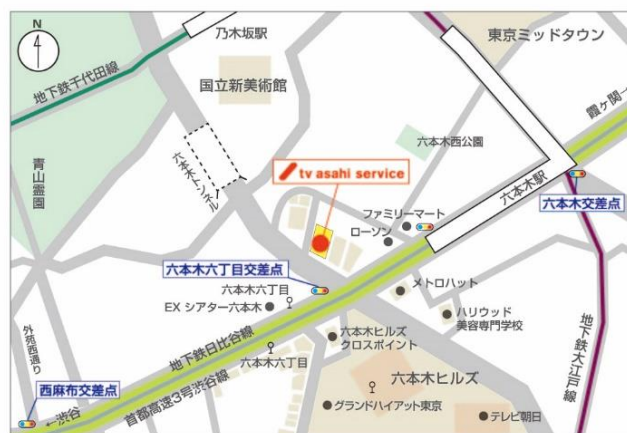 N
乃木坂駅
東京ミッドタウン
地下鉄千代田線
国立新美術館
霞ヶ関→
六本木西公園
青山霊園
六本木トンネル
tv asahi service
六本木駅
六本木交差点
ファミリーマート
ローソン
六本木六丁目交差点
六本木六丁目
メトロハット
EX シアター六本木
ハリウッド
美容専門学校
外苑西通り
地下鉄日比谷線
六本木ヒルズ
クロスポイント
地下鉄大江戸線
六本木六丁目
西麻布交差点
首都高速3号渋谷線
六本木ヒルズ
←渋谷
グランドハイアット東京
テレビ朝日